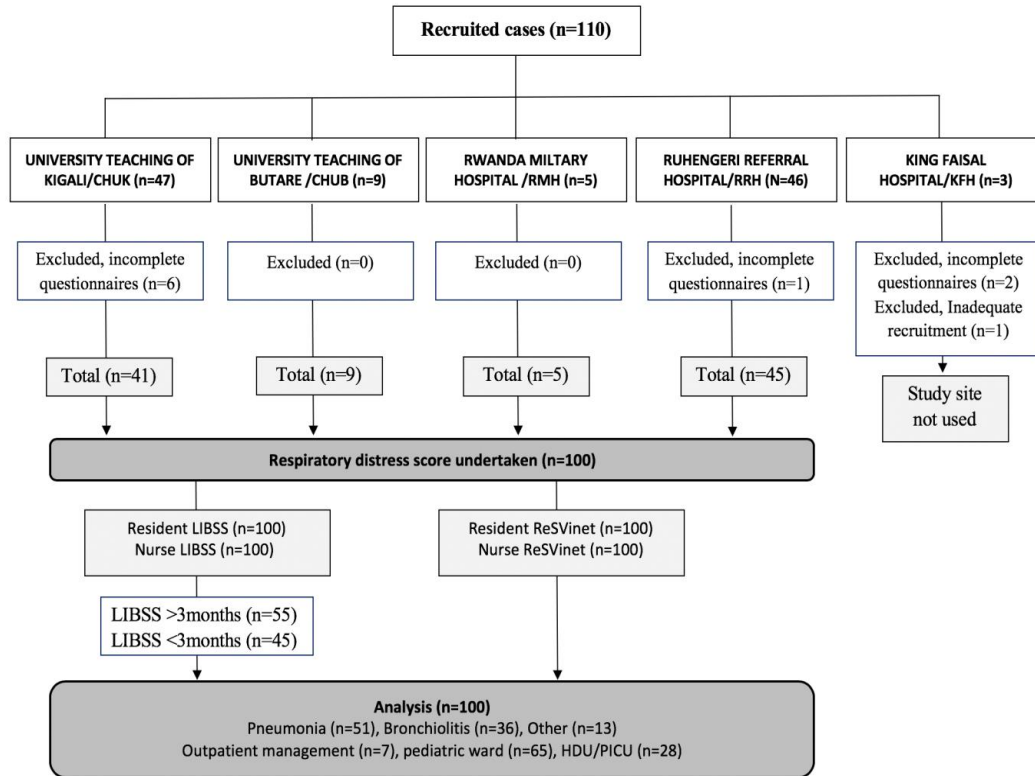 Recruited cases (n=110)
UNIVERSITY TEACHING OF
KIGALI/CHUK (n=47)
UNIVERSITY TEACHING OF
BUTARE /CHUB (n=9)
RWANDA MILTARY
HOSPITAL /RMH (n=5)
RUHENGERI REFERRAL
HOSPITAL/RRH (N=46)
KING FAISAL
HOSPITAL/KFH (n=3)
Excluded, incomplete
questionnaires (n=6)
Excluded (n=0)
Excluded (n=0)
Excluded, incomplete
questionnaires (n=1)
Excluded, incomplete
questionnaires (n=2)
Excluded, Inadequate
recruitment (n=1)
Total (n=41)
Total (n=9)
Total (n=5)
Total (n=45)
Study site
not used
Respiratory distress score undertaken (n=100)
Resident LIBSS (n=100)
Nurse LIBSS (n=100)
Resident ReSVinet (n=100)
Nurse ReSVinet (n=100)
LIBSS >3months (n=55)
LIBSS <3months (n=45)
Analysis (n=100)
Pneumonia (n=51), Bronchiolitis (n=36), Other (n=13)
Outpatient management (n=7), pediatric ward (n=65), HDU/PICU (n=28)